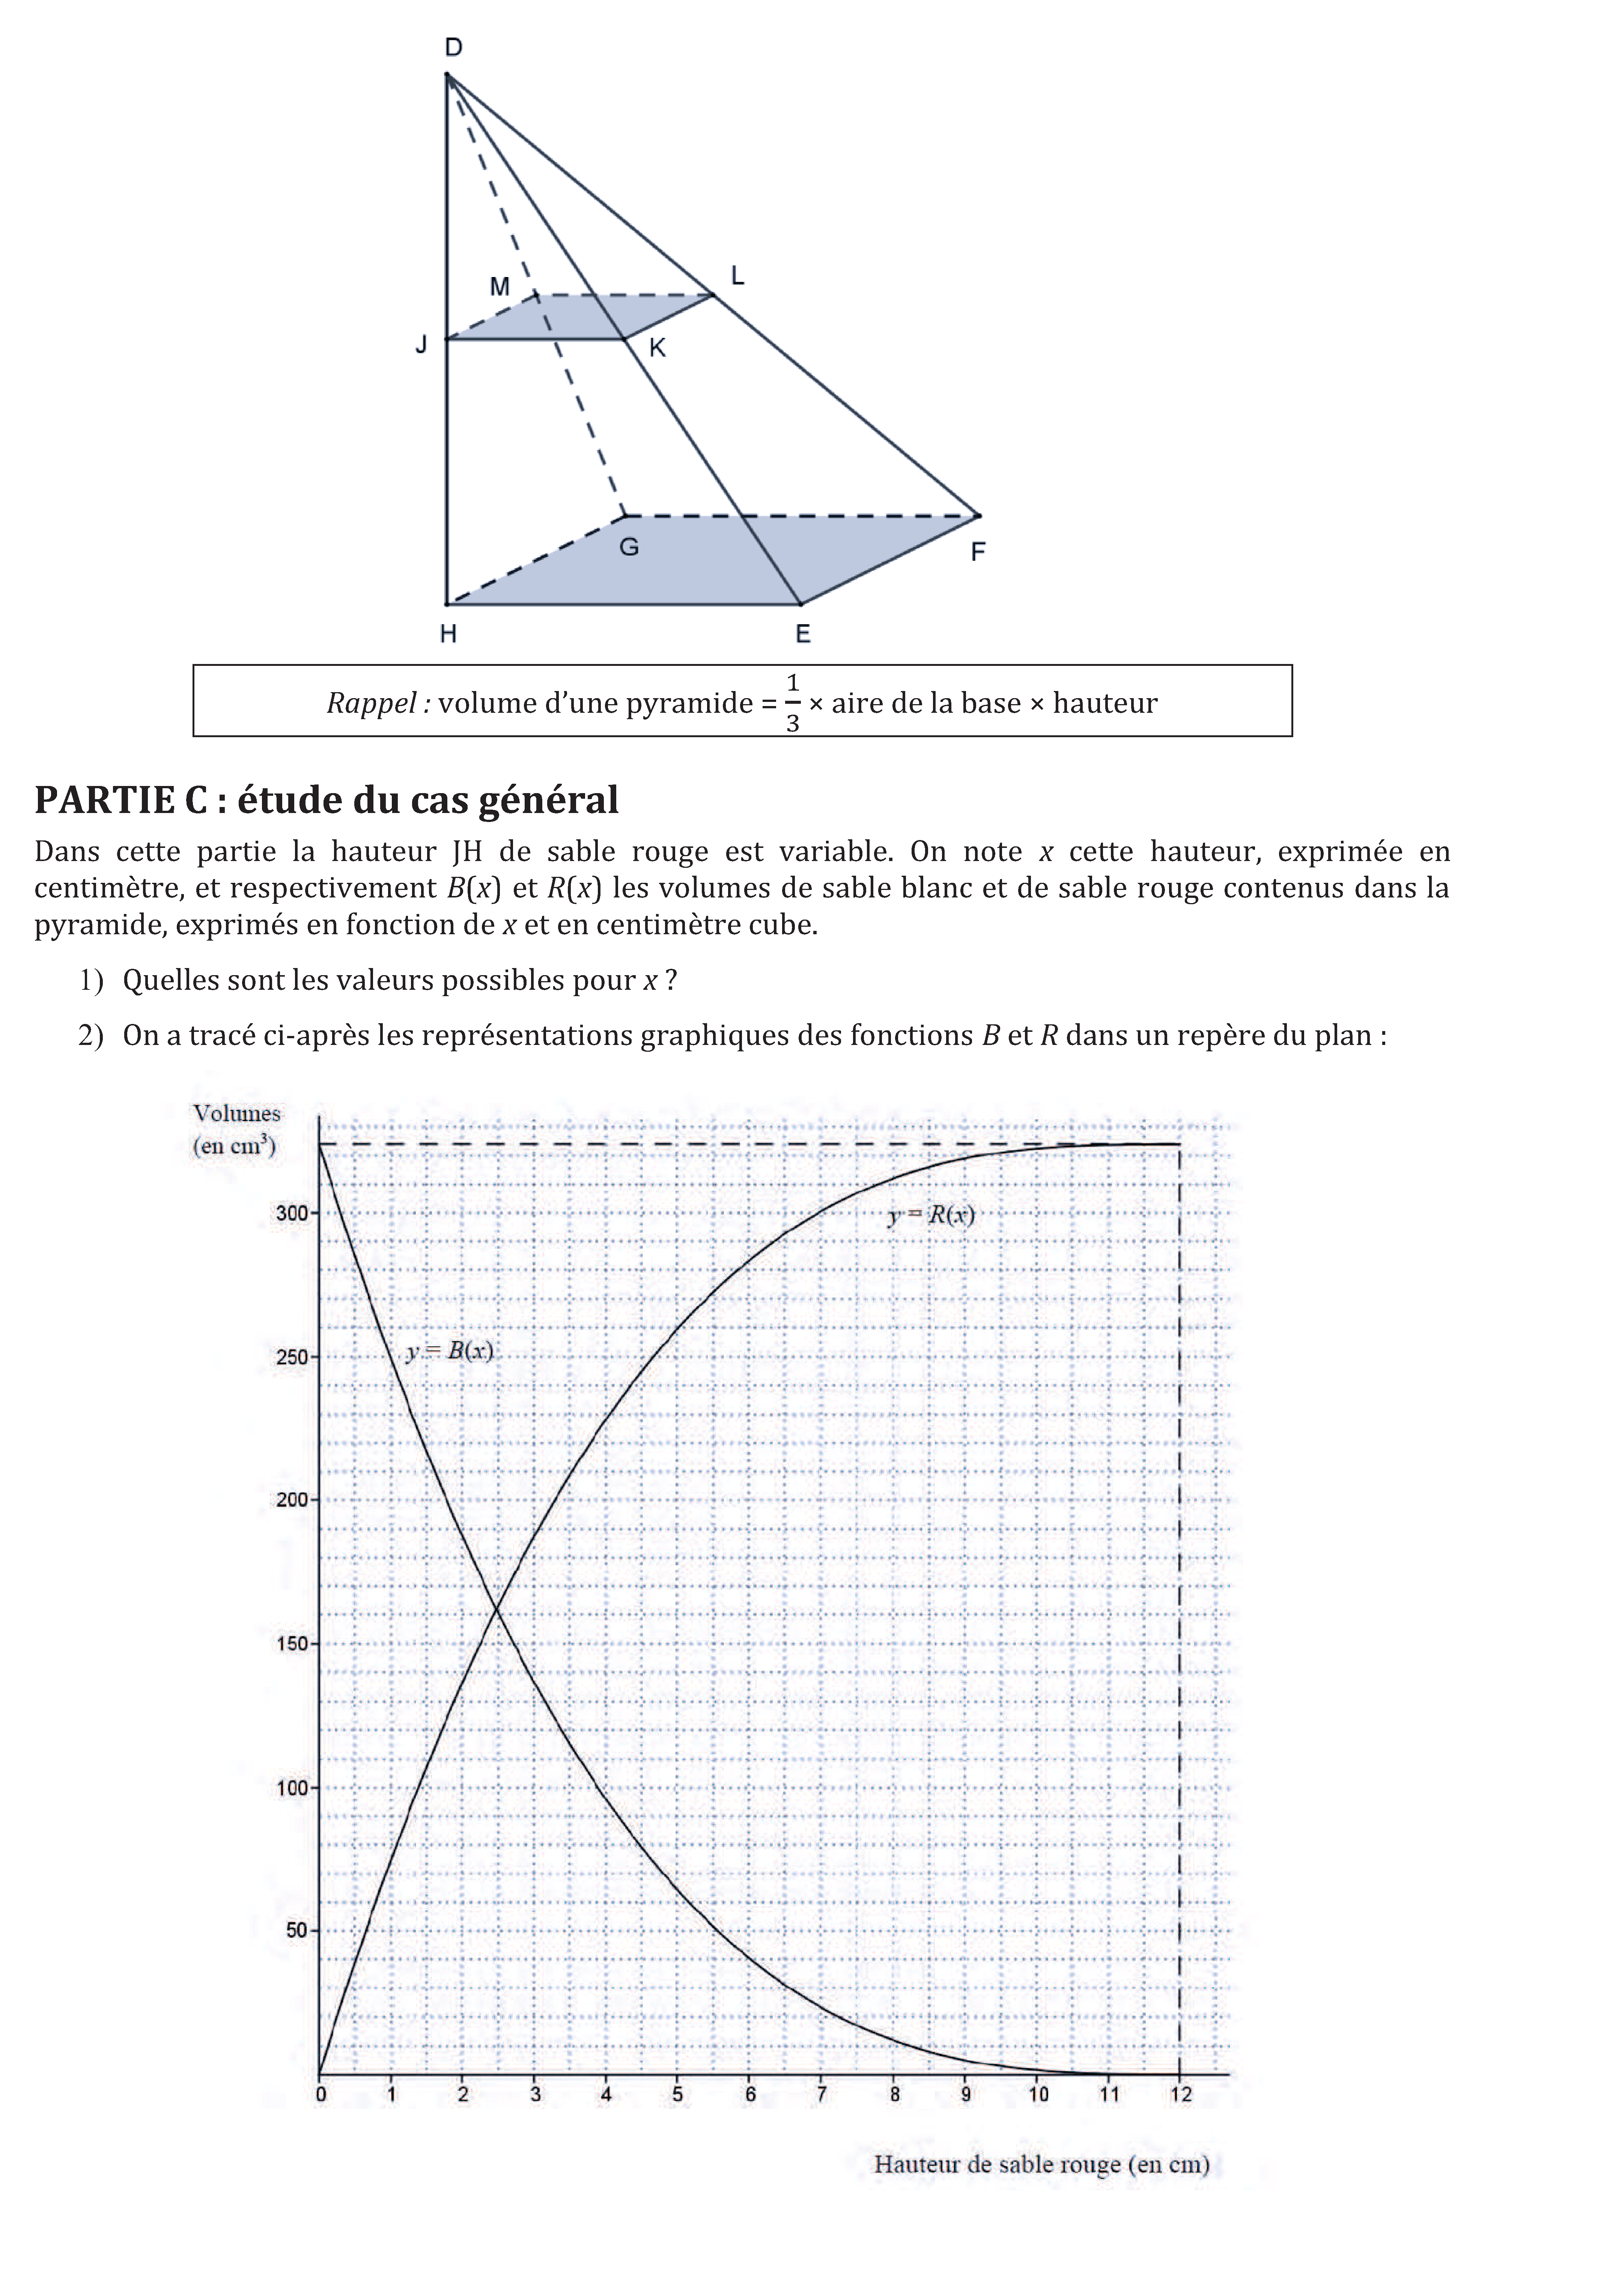 D
M
L
J
K
G
F
H
E
Rappel : volume d’une pyramide = 1/3 × aire de la base × hauteur
PARTIE C : étude du cas général
Dans cette partie la hauteur JH de sable rouge est variable. On note x cette hauteur, exprimée en
centimètre, et respectivement B(x) et R(x) les volumes de sable blanc et de sable rouge contenus dans la
pyramide, exprimés en fonction de x et en centimètre cube.
1) Quelles sont les valeurs possibles pour x ?
2) On a tracé ci-après les représentations graphiques des fonctions B et R dans un repère du plan :
Volumes
(en cm³)
300
y = R(x)
250
y = B(x)
200
150
100
50
0 1 2 3 4 5 6 7 8 9 10 11 12
Hauteur de sable rouge (en cm)